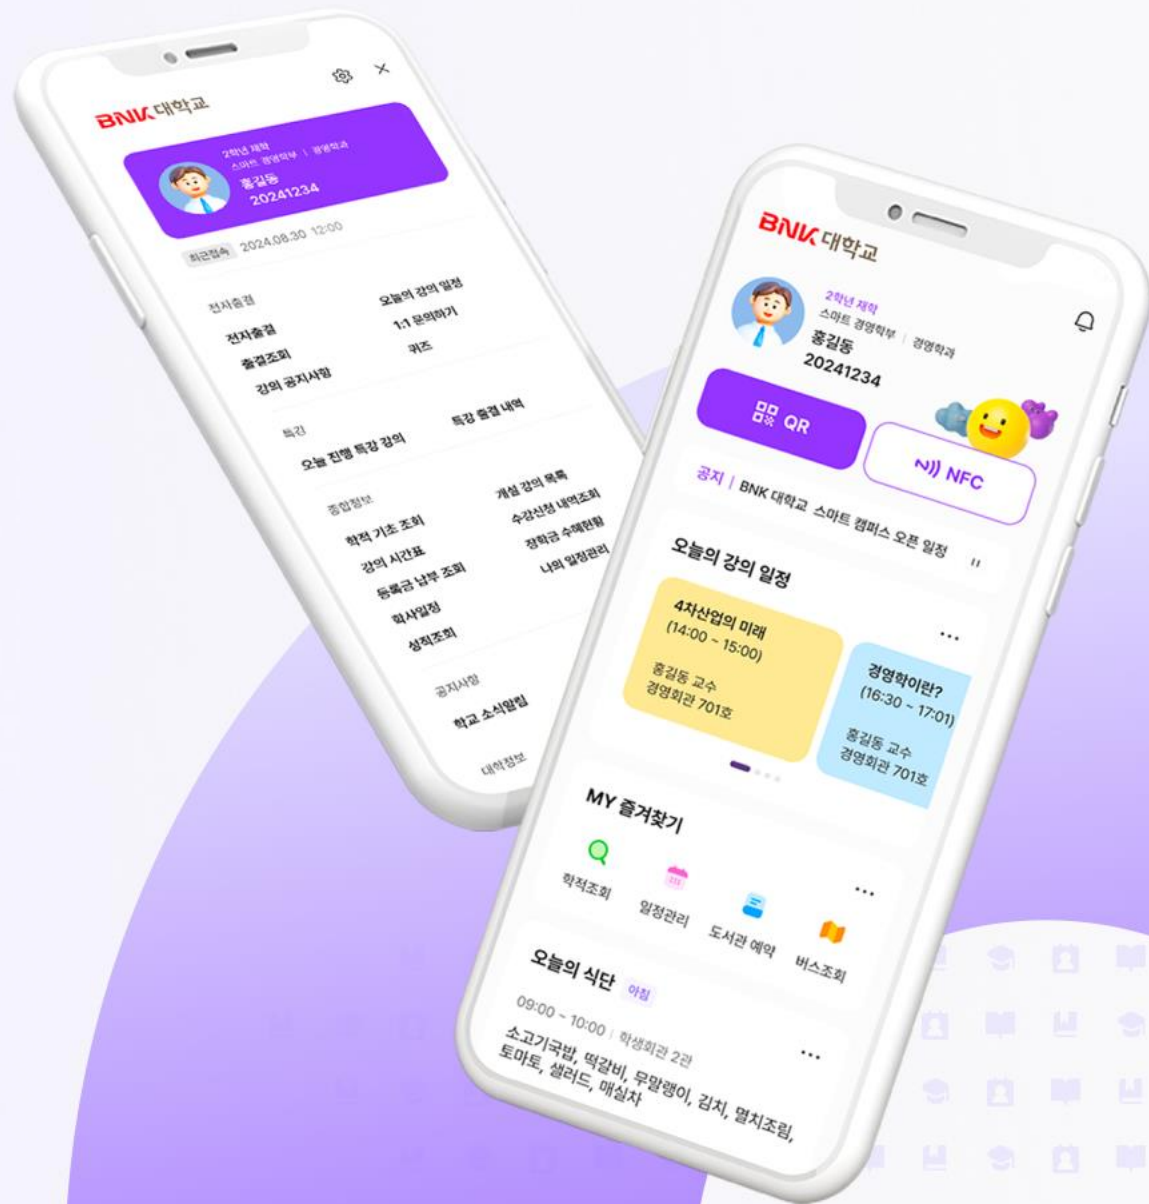 BNK 대학교
2학년 재학
스마트 경영학부 | 경영학과
홍길동
20241234
최근접속 2024.08.30 12:00
전자출결
전자출결 오늘의 강의 일정
출결조회 1:1 문의하기
강의 공지사항 퀴즈
특강
오늘 진행 특강 강의 특강 출결 내역
종합정보
학적 기초 조회 개설 강의 목록
강의 시간표 수강신청 내역조회
등록금 납부 조회 장학금 수혜현황
학사일정 나의 일정관리
성적조회
공지사항
학교 소식알림
대학정보
BNK 대학교
2학년 재학
스마트 경영학부 | 경영학과
홍길동
20241234
QR
NFC
공지 | BNK 대학교 스마트 캠퍼스 오픈 일정
오늘의 강의 일정
4차산업의 미래
(14:00 ~ 15:00)
홍길동 교수
경영회관 701호
경영학이란?
(16:30 ~ 17:01)
홍길동 교수
경영회관 701호
MY 즐겨찾기
학적조회
일정관리
도서관 예약
버스조회
오늘의 식단 아침
09:00 ~ 10:00 | 학생회관 2관
소고기국밥, 떡갈비, 무말랭이, 김치, 멸치조림,
토마토, 샐러드, 매실차